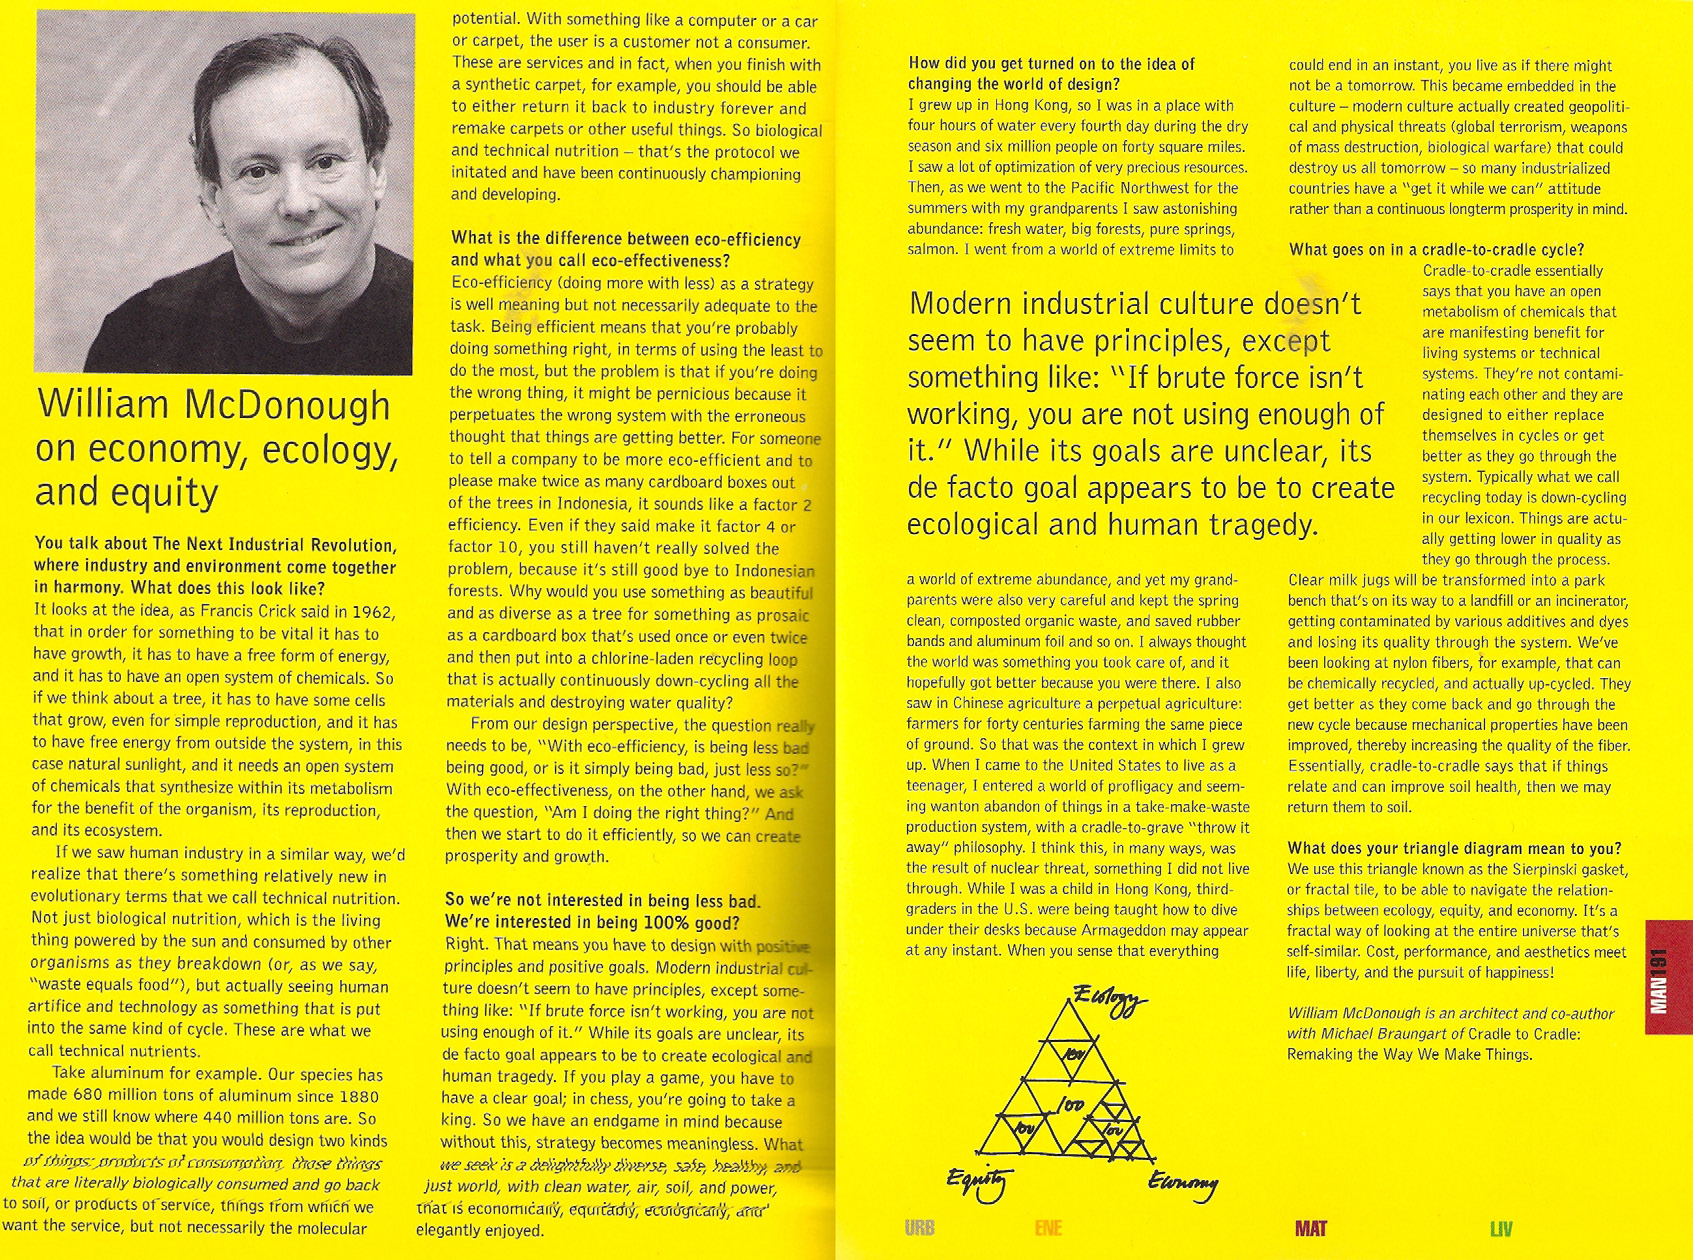 William McDonough
on economy, ecology,
and equity
You talk about The Next Industrial Revolution,
where industry and environment come together
in harmony. What does this look like?
It looks at the idea, as Francis Crick said in 1962,
that in order for something to be vital it has to
have growth, it has to have a free form of energy,
and it has to have an open system of chemicals. So
if we think about a tree, it has to have some cells
that grow, even for simple reproduction, and it has
to have free energy from outside the system, in this
case natural sunlight, and it needs an open system
of chemicals that synthesize within its metabolism
for the benefit of the organism, its reproduction,
and its ecosystem.
If we saw human industry in a similar way, we'd
realize that there's something relatively new in
evolutionary terms that we call technical nutrition.
Not just biological nutrition, which is the living
thing powered by the sun and consumed by other
organisms as they breakdown (or, as we say,
"waste equals food"), but actually seeing human
artifice and technology as something that is put
into the same kind of cycle. These are what we
call technical nutrients.
Take aluminum for example. Our species has
made 680 million tons of aluminum since 1880
and we still know where 440 million tons are. So
the idea would be that you would design two kinds
of things: products of consumption, those things
that are literally biologically consumed and go back
to soil, or products of service, things from which we
want the service, but not necessarily the molecular
potential. With something like a computer or a car
or carpet, the user is a customer not a consumer.
These are services and in fact, when you finish with
a synthetic carpet, for example, you should be able
to either return it back to industry forever and
remake carpets or other useful things. So biological
and technical nutrition – that's the protocol we
initated and have been continuously championing
and developing.
What is the difference between eco-efficiency
and what you call eco-effectiveness?
Eco-efficiency (doing more with less) as a strategy
is well meaning but not necessarily adequate to the
task. Being efficient means that you're probably
doing something right, in terms of using the least to
do the most, but the problem is that if you're doing
the wrong thing, it might be pernicious because it
perpetuates the wrong system with the erroneous
thought that things are getting better. For someone
to tell a company to be more eco-efficient and to
please make twice as many cardboard boxes out
of the trees in Indonesia, it sounds like a factor 2
efficiency. Even if they said make it factor 4 or
factor 10, you still haven't really solved the
problem, because it's still good bye to Indonesian
forests. Why would you use something as beautiful
and as diverse as a tree for something as prosaic
as a cardboard box that's used once or even twice
and then put into a chlorine-laden recycling loop
that is actually continuously down-cycling all the
materials and destroying water quality?
From our design perspective, the question really
needs to be, "With eco-efficiency, is being less bad
being good, or is it simply being bad, just less so?"
With eco-effectiveness, on the other hand, we ask
the question, "Am I doing the right thing?" And
then we start to do it efficiently, so we can create
prosperity and growth.
So we're not interested in being less bad.
We're interested in being 100% good?
Right. That means you have to design with positive
principles and positive goals. Modern industrial cul-
ture doesn't seem to have principles, except some-
thing like: "If brute force isn't working, you are not
using enough of it." While its goals are unclear, its
de facto goal appears to be to create ecological and
human tragedy. If you play a game, you have to
have a clear goal; in chess, you're going to take a
king. So we have an endgame in mind because
without this, strategy becomes meaningless. What
we seek is a delightfully diverse, safe, healthy, and
just world, with clean water, air, soil, and power,
that is economically, equitably, ecologically, and
elegantly enjoyed.
How did you get turned on to the idea of
changing the world of design?
I grew up in Hong Kong, so I was in a place with
four hours of water every fourth day during the dry
season and six million people on forty square miles.
I saw a lot of optimization of very precious resources.
Then, as we went to the Pacific Northwest for the
summers with my grandparents I saw astonishing
abundance: fresh water, big forests, pure springs,
salmon. I went from a world of extreme limits to
Modern industrial culture doesn't
seem to have principles, except
something like: "If brute force isn't
working, you are not using enough of
it." While its goals are unclear, its
de facto goal appears to be to create
ecological and human tragedy.
a world of extreme abundance, and yet my grand-
parents were also very careful and kept the spring
clean, composted organic waste, and saved rubber
bands and aluminum foil and so on. I always thought
the world was something you took care of, and it
hopefully got better because you were there. I also
saw in Chinese agriculture a perpetual agriculture:
farmers for forty centuries farming the same piece
of ground. So that was the context in which I grew
up. When I came to the United States to live as a
teenager, I entered a world of profligacy and seem-
ing wanton abandon of things in a take-make-waste
production system, with a cradle-to-grave "throw it
away" philosophy. I think this, in many ways, was
the result of nuclear threat, something I did not live
through. While I was a child in Hong Kong, third-
graders in the U.S. were being taught how to dive
under their desks because Armageddon may appear
at any instant. When you sense that everything
Ecology
100
100
100
100
Equity
Economy
could end in an instant, you live as if there might
not be a tomorrow. This became embedded in the
culture – modern culture actually created geopoliti-
cal and physical threats (global terrorism, weapons
of mass destruction, biological warfare) that could
destroy us all tomorrow – so many industrialized
countries have a "get it while we can" attitude
rather than a continuous longterm prosperity in mind.
What goes on in a cradle-to-cradle cycle?
Cradle-to-cradle essentially
says that you have an open
metabolism of chemicals that
are manifesting benefit for
living systems or technical
systems. They're not contami-
nating each other and they are
designed to either replace
themselves in cycles or get
better as they go through the
system. Typically what we call
recycling today is down-cycling
in our lexicon. Things are actu-
ally getting lower in quality as
they go through the process.
Clear milk jugs will be transformed into a park
bench that's on its way to a landfill or an incinerator,
getting contaminated by various additives and dyes
and losing its quality through the system. We've
been looking at nylon fibers, for example, that can
be chemically recycled, and actually up-cycled. They
get better as they come back and go through the
new cycle because mechanical properties have been
improved, thereby increasing the quality of the fiber.
Essentially, cradle-to-cradle says that if things
relate and can improve soil health, then we may
return them to soil.
What does your triangle diagram mean to you?
We use this triangle known as the Sierpinski gasket,
or fractal tile, to be able to navigate the relation-
ships between ecology, equity, and economy. It's a
fractal way of looking at the entire universe that's
self-similar. Cost, performance, and aesthetics meet
life, liberty, and the pursuit of happiness!
William McDonough is an architect and co-author
with Michael Braungart of Cradle to Cradle:
Remaking the Way We Make Things.
MAN191
URB
ENE
MAT
LIV